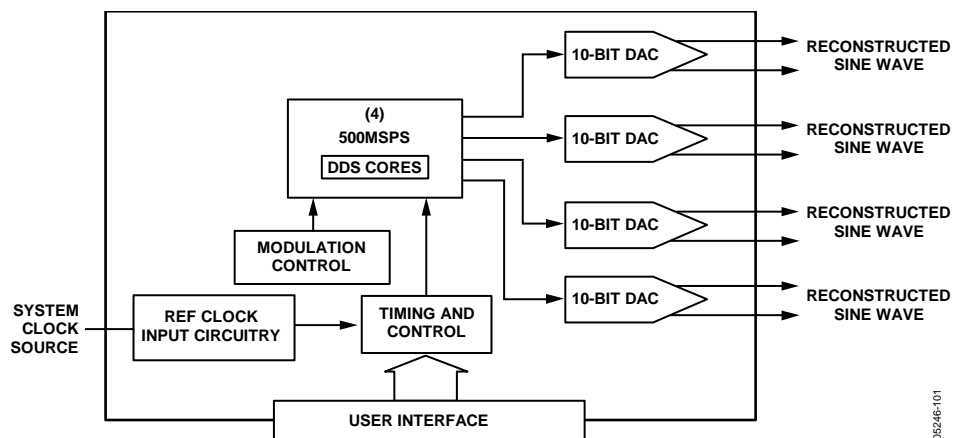 10-BIT DAC
RECONSTRUCTED
SINE WAVE
(4)
500MSPS
DDS CORES
10-BIT DAC
RECONSTRUCTED
SINE WAVE
10-BIT DAC
RECONSTRUCTED
SINE WAVE
MODULATION
CONTROL
10-BIT DAC
RECONSTRUCTED
SINE WAVE
SYSTEM
CLOCK
SOURCE
REF CLOCK
INPUT CIRCUITRY
TIMING AND
CONTROL
USER INTERFACE
05246-101